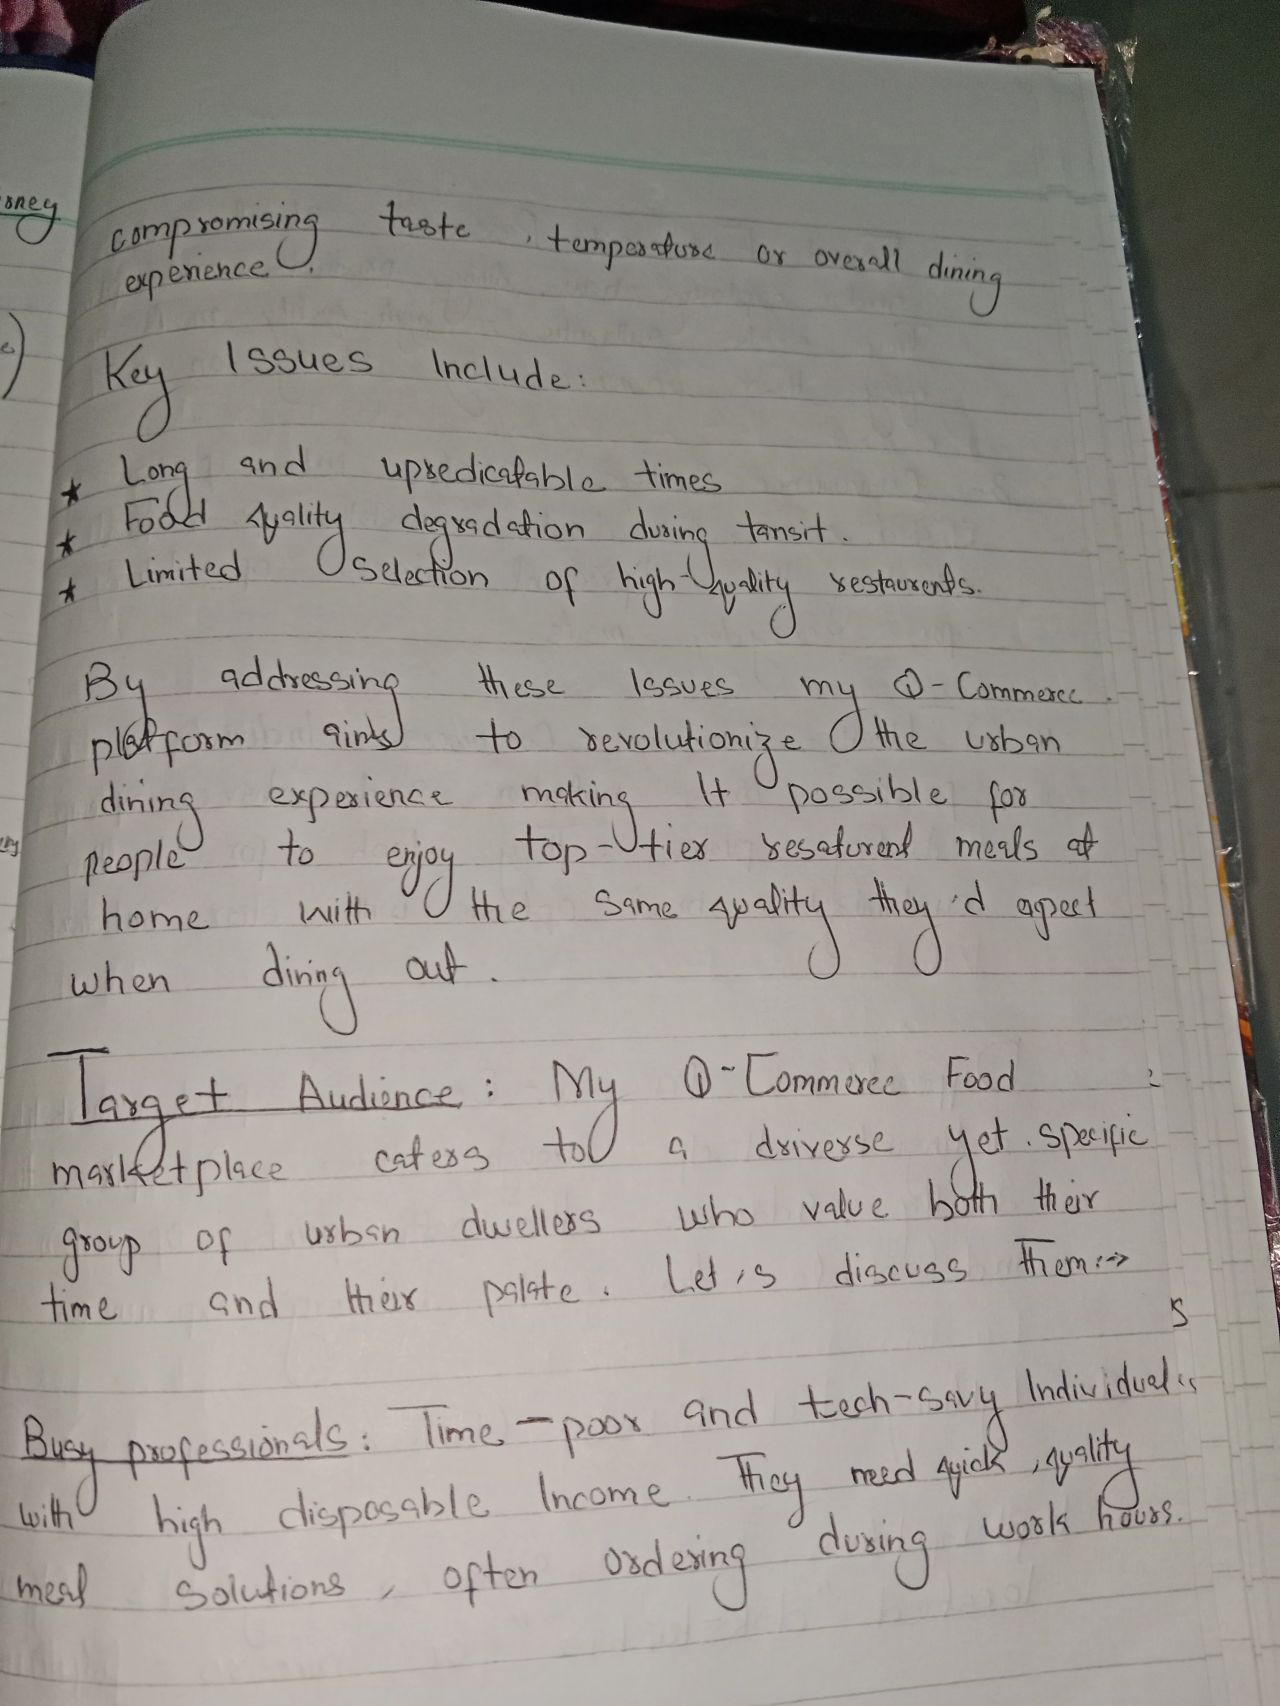 compromising taste, temperature or overall dining
experience.
Key Issues Include:
★ Long and upredicatable times
★ Food quality degradation during tansit.
★ Limited Selection of high-quality restaurents.
By addressing these Issues my Q-Commerce
platform aims to revolutionize the urban
dining experience making It possible for
people to enjoy top-tier resaturent meals at
home with the same quality they'd expect
when dining out.
Target Audience: My Q-Commerce Food
marketplace caters to a driverse yet specific
group of urban dwellers who value both their
time and their palate. Let's discuss Them:→
Busy professionals: Time-poor and tech-savy Individuals
with high disposable Income. They need quick, quality
meal solutions, often ordering during work hours.